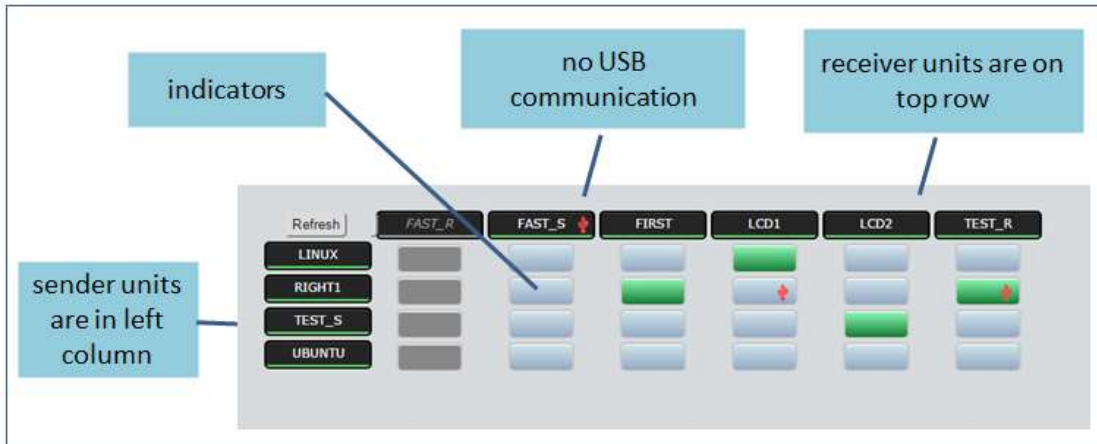 indicators
no USB
communication
receiver units are on
top row
Refresh FAST_R FAST_S FIRST LCD1 LCD2 TEST_R
LINUX
RIGHT1
TEST_S
UBUNTU
sender units
are in left
column